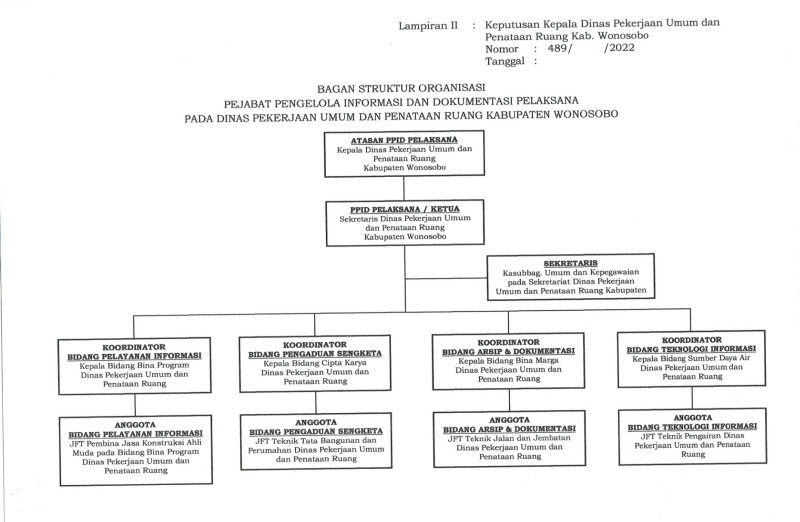 Lampiran II : Keputusan Kepala Dinas Pekerjaan Umum dan
Penataan Ruang Kab. Wonosobo
Nomor : 489/ /2022
Tanggal :
BAGAN STRUKTUR ORGANISASI
PEJABAT PENGELOLA INFORMASI DAN DOKUMENTASI PELAKSANA
PADA DINAS PEKERJAAN UMUM DAN PENATAAN RUANG KABUPATEN WONOSOBO
ATASAN PPID PELAKSANA
Kepala Dinas Pekerjaan Umum dan
Penataan Ruang
Kabupaten Wonosobo
PPID PELAKSANA / KETUA
Sekretaris Dinas Pekerjaan Umum
dan Penataan Ruang
Kabupaten Wonosobo
SEKRETARIS
Kasubbag. Umum dan Kepegawaian
pada Sekretariat Dinas Pekerjaan
Umum dan Penataan Ruang Kabupaten
KOORDINATOR
BIDANG PELAYANAN INFORMASI
Kepala Bidang Bina Program
Dinas Pekerjaan Umum dan
Penataan Ruang
KOORDINATOR
BIDANG PENGADUAN SENGKETA
Kepala Bidang Cipta Karya
Dinas Pekerjaan Umum dan
Penataan Ruang
KOORDINATOR
BIDANG ARSIP & DOKUMENTASI
Kepala Bidang Bina Marga
Dinas Pekerjaan Umum dan
Penataan Ruang
KOORDINATOR
BIDANG TEKNOLOGI INFORMASI
Kepala Bidang Sumber Daya Air
Dinas Pekerjaan Umum dan
Penataan Ruang
ANGGOTA
BIDANG PELAYANAN INFORMASI
JFT Pembina Jasa Konstruksi Ahli
Muda pada Bidang Bina Program
Dinas Pekerjaan Umum dan
Penataan Ruang
ANGGOTA
BIDANG PENGADUAN SENGKETA
JFT Teknik Tata Bangunan dan
Perumahan Dinas Pekerjaan Umum
dan Penataan Ruang
ANGGOTA
BIDANG ARSIP & DOKUMENTASI
JFT Teknik Jalan dan Jembatan
Dinas Pekerjaan Umum dan
Penataan Ruang
ANGGOTA
BIDANG TEKNOLOGI INFORMASI
JFT Teknik Pengairan Dinas
Pekerjaan Umum dan Penataan
Ruang